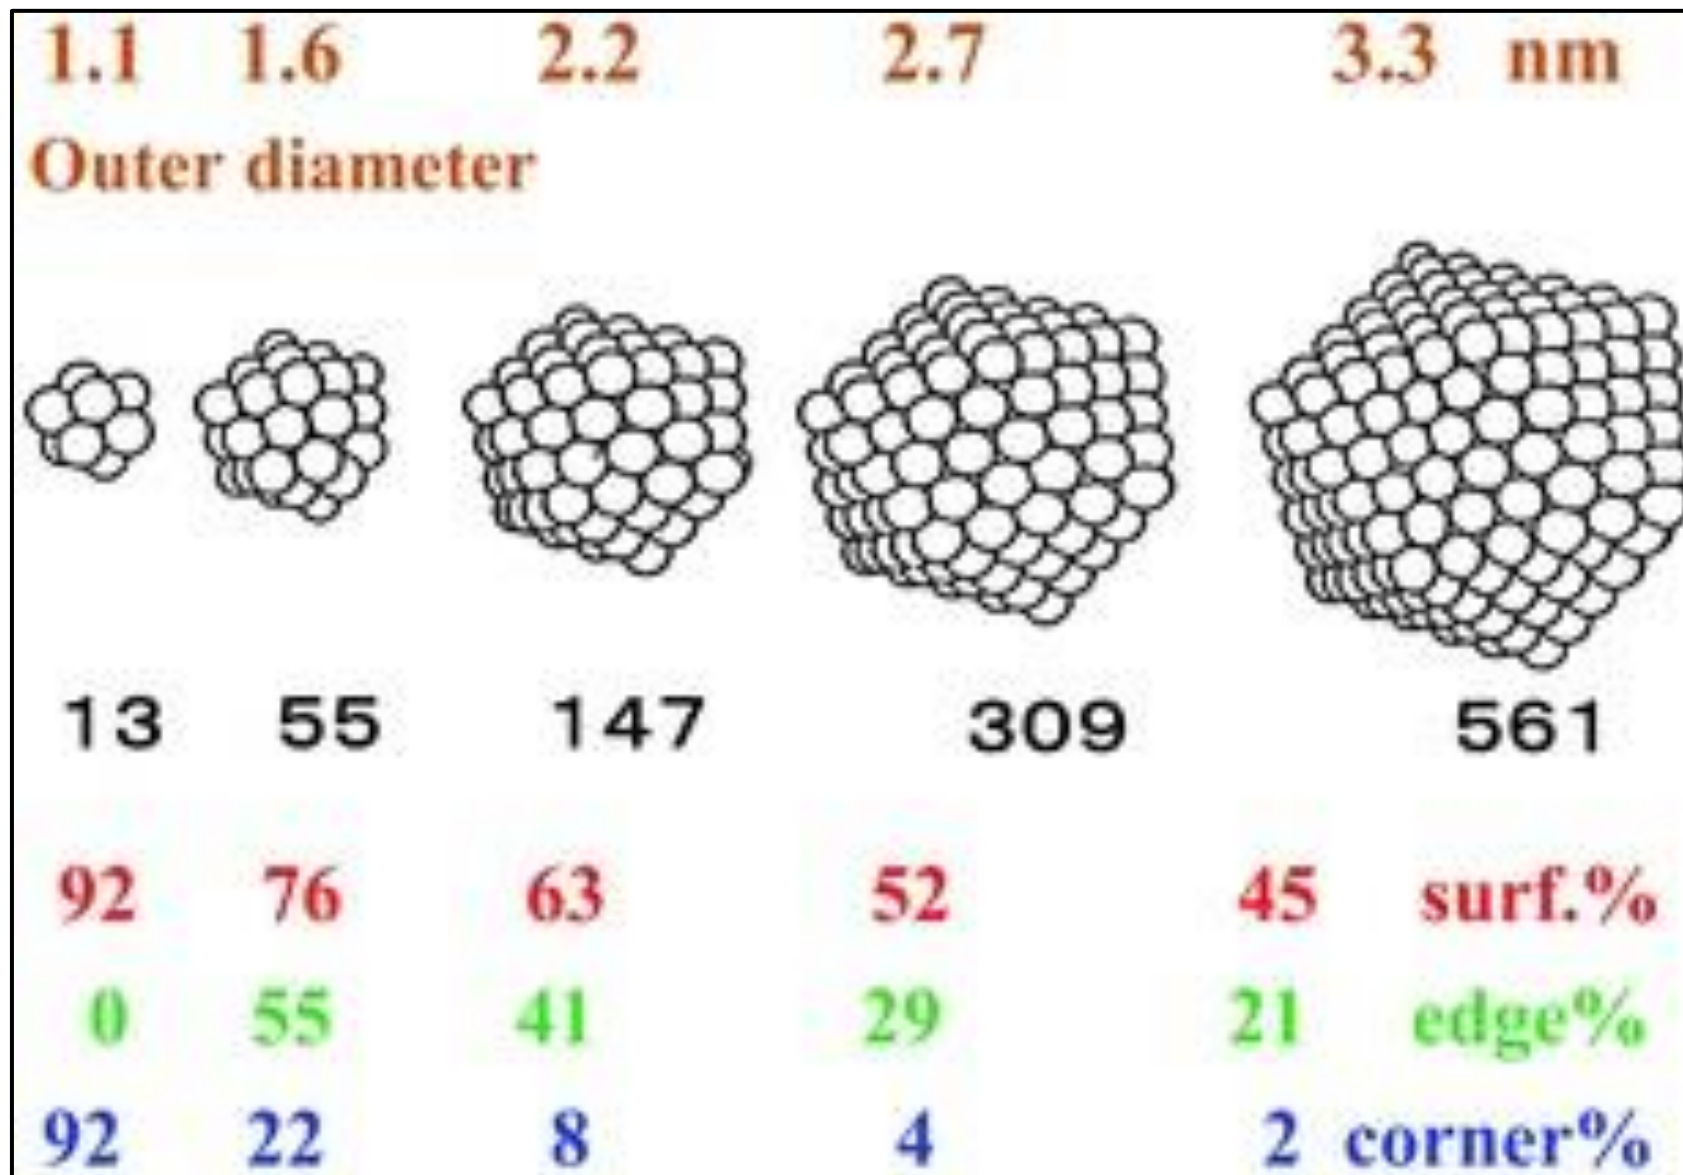 1.1 1.6 2.2 2.7 3.3 nm
Outer diameter
13 55 147 309 561
92 76 63 52 45 surf.%
0 55 41 29 21 edge%
92 22 8 4 2 corner%